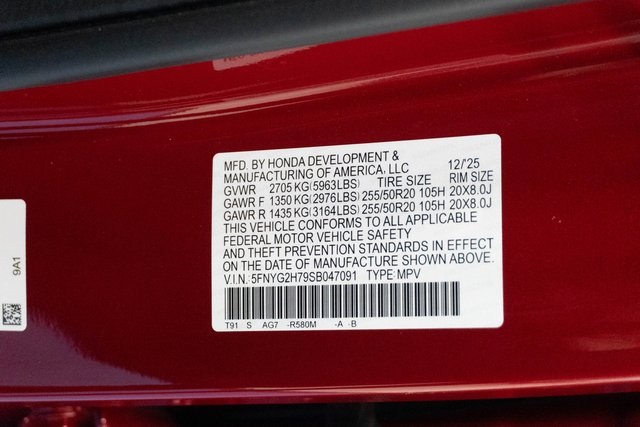 MFD. BY HONDA DEVELOPMENT &
MANUFACTURING OF AMERICA, LLC 12/'25
GVWR 2705 KG(5963LBS) TIRE SIZE RIM SIZE
GAWR F 1350 KG(2976LBS) 255/50R20 105H 20X8.0J
GAWR R 1435 KG(3164LBS) 255/50R20 105H 20X8.0J
THIS VEHICLE CONFORMS TO ALL APPLICABLE
FEDERAL MOTOR VEHICLE SAFETY
AND THEFT PREVENTION STANDARDS IN EFFECT
ON THE DATE OF MANUFACTURE SHOWN ABOVE.
V.I.N.: 5FNYG2H79SB047091 TYPE: MPV
T91 S AG7 -R580M -A -B
9A1